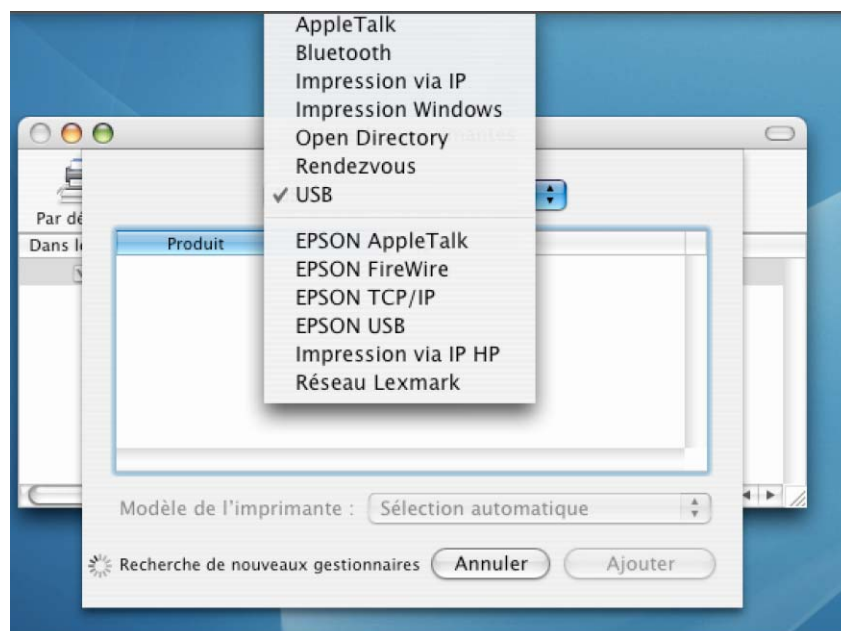 AppleTalk
Bluetooth
Impression via IP
Impression Windows
Open Directory
Rendezvous
✓ USB
EPSON AppleTalk
EPSON FireWire
EPSON TCP/IP
EPSON USB
Impression via IP HP
Réseau Lexmark
Par dé
Dans l
Produit
Modèle de l'imprimante : Sélection automatique
Recherche de nouveaux gestionnaires Annuler Ajouter